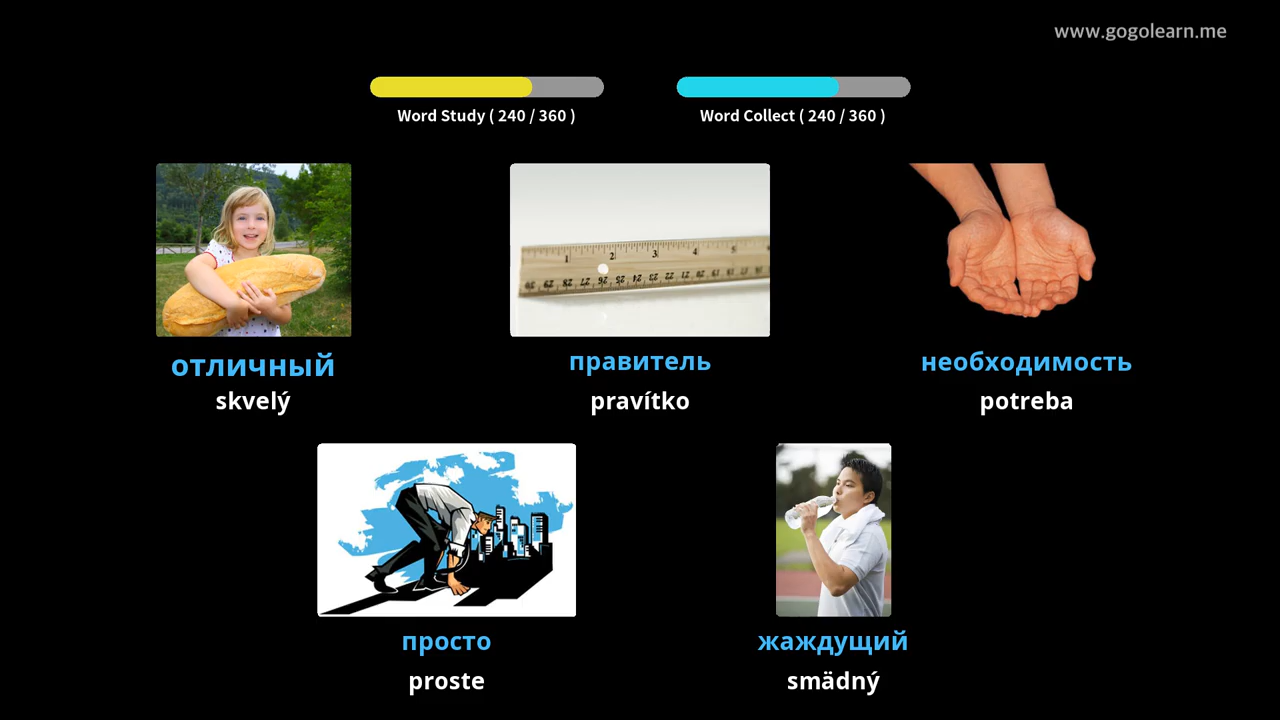 www.gogolearn.me
Word Study ( 240 / 360 )
Word Collect ( 240 / 360 )
отличный
skvelý
правитель
pravítko
необходимость
potreba
просто
proste
жаждущий
smädný